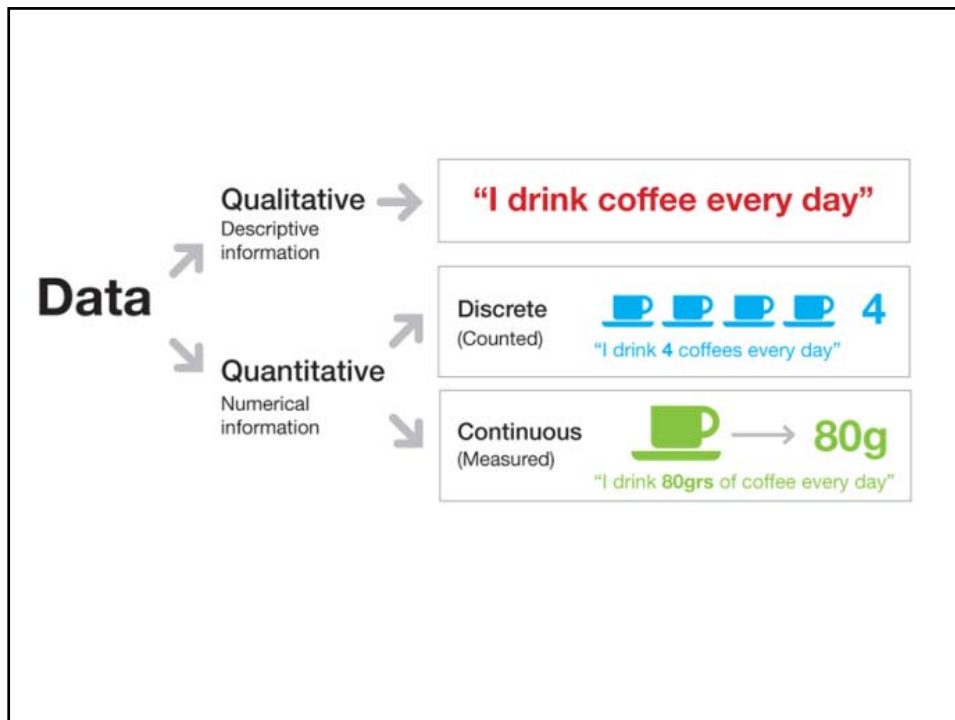 Data
Qualitative
Descriptive
information
“I drink coffee every day”
Quantitative
Numerical
information
Discrete
(Counted)
4
“I drink 4 coffees every day”
Continuous
(Measured)
80g
“I drink 80grs of coffee every day”